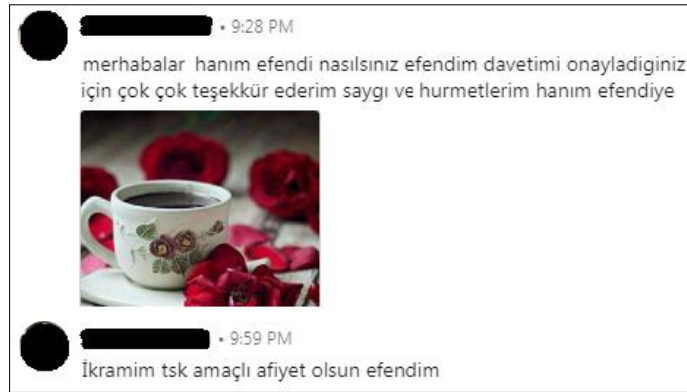 • 9:28 PM
merhabalar hanım efendi nasılsınız efendim davetimi onayladiginiz
için çok çok teşekkür ederim saygı ve hurmetlerim hanım efendiye
• 9:59 PM
İkramim tsk amaçlı afiyet olsun efendim